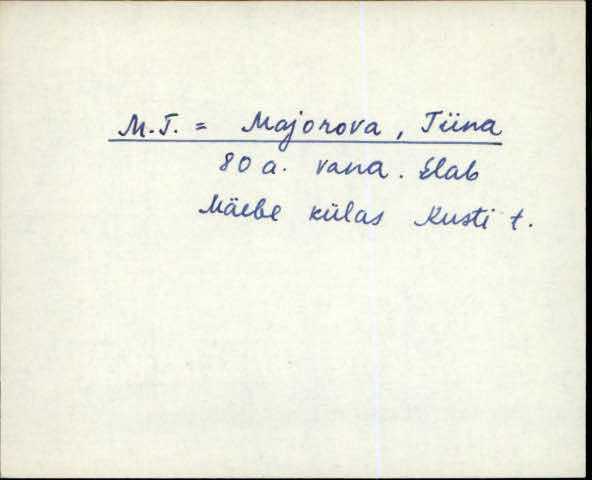 M.T. = Majorova, Tiina
80 a. vana. Elab
Mäebe külas Kusti t.